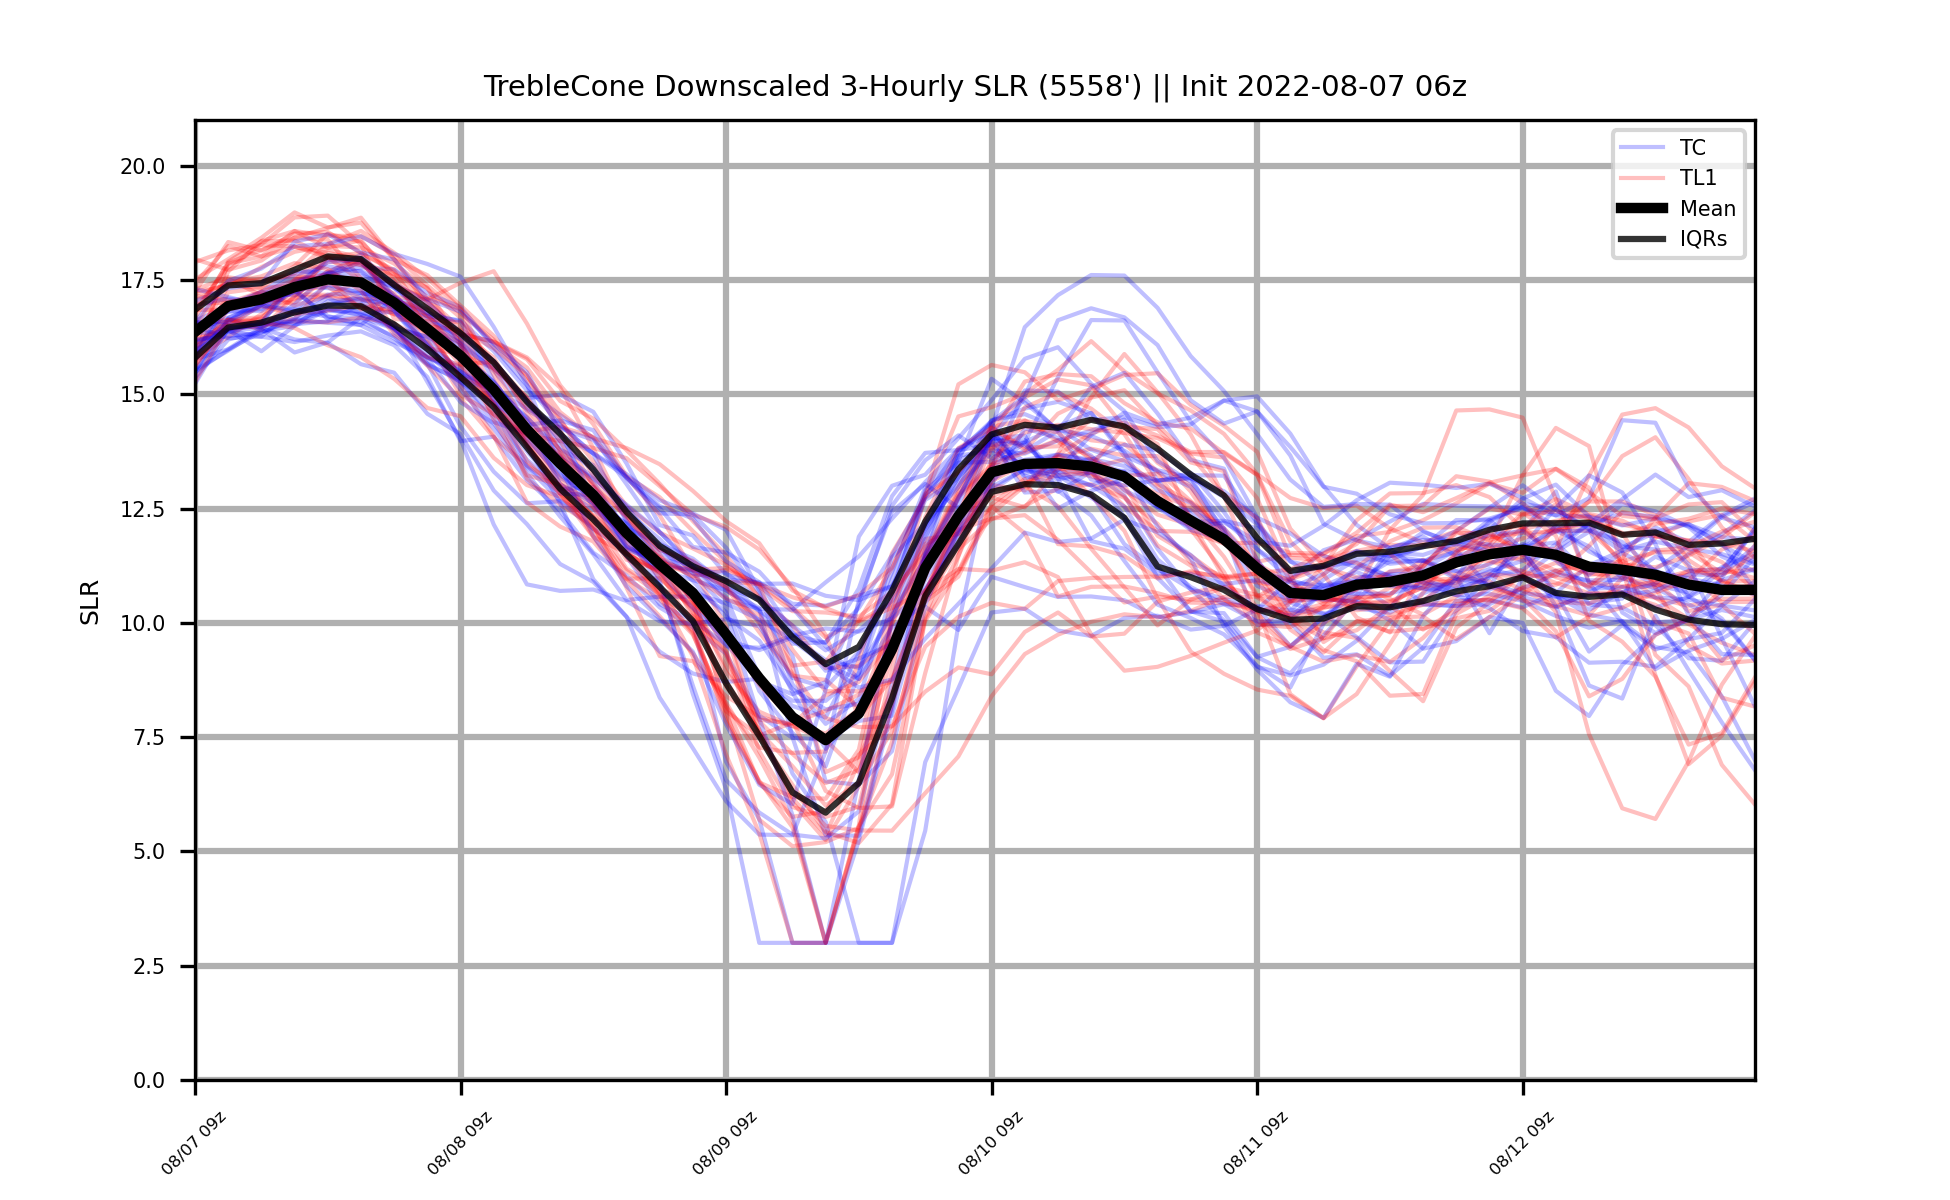 TrebleCone Downscaled 3-Hourly SLR (5558') || Init 2022-08-07 06z
TC
TL1
Mean
IQRs
SLR
20.0
17.5
15.0
12.5
10.0
7.5
5.0
2.5
0.0
08/07 09z
08/08 09z
08/09 09z
08/10 09z
08/11 09z
08/12 09z